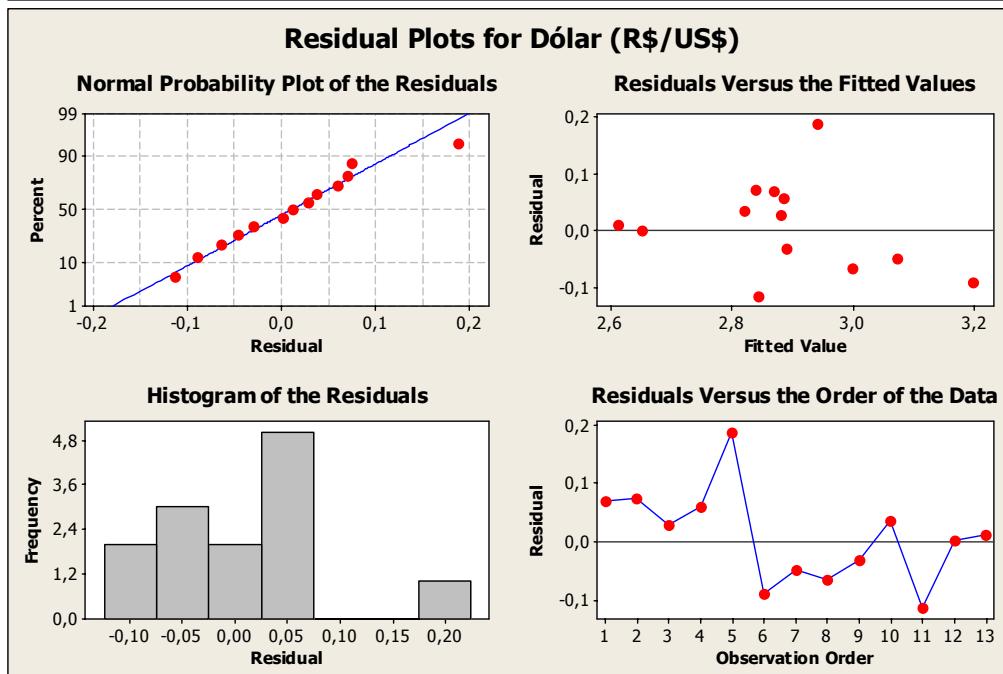 Residual Plots for Dólar (R$/US$)
Normal Probability Plot of the Residuals
99
90
50
10
1
Percent
-0,2 -0,1 0,0 0,1 0,2
Residual
Residuals Versus the Fitted Values
0,2
0,1
0,0
-0,1
Residual
2,6 2,8 3,0 3,2
Fitted Value
Histogram of the Residuals
4,8
3,6
2,4
1,2
0,0
Frequency
-0,10 -0,05 0,00 0,05 0,10 0,15 0,20
Residual
Residuals Versus the Order of the Data
0,2
0,1
0,0
-0,1
Residual
1 2 3 4 5 6 7 8 9 10 11 12 13
Observation Order